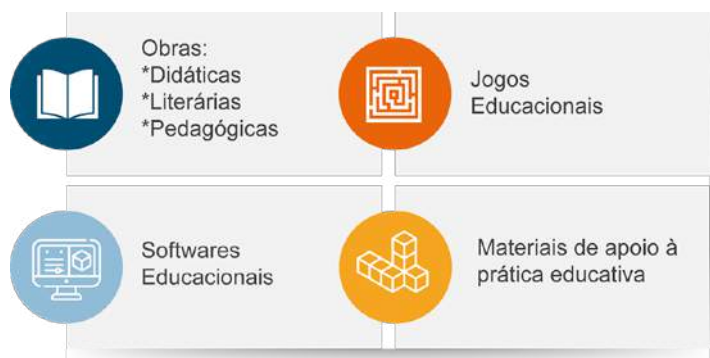 Obras:
*Didáticas
*Literárias
*Pedagógicas
Jogos
Educacionais
Softwares
Educacionais
Materiais de apoio à
prática educativa